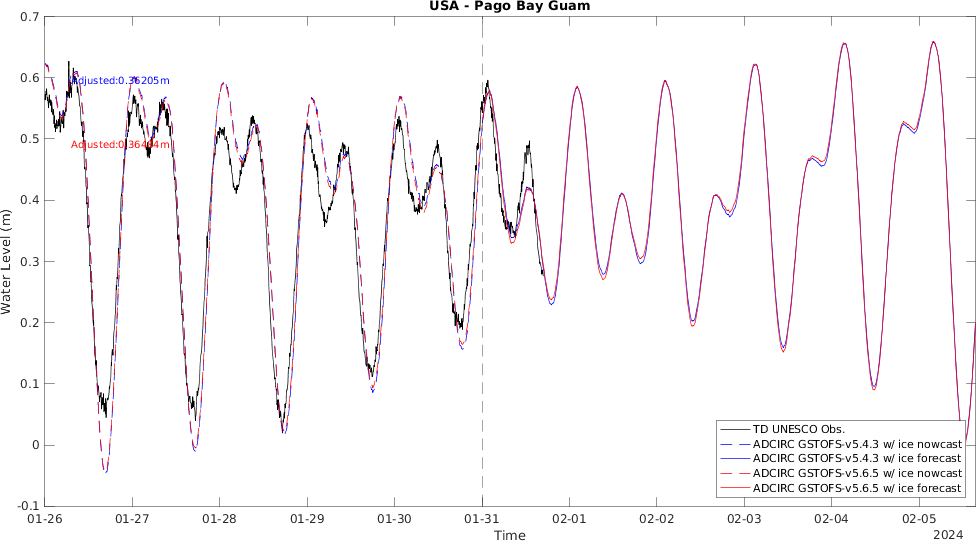 USA - Pago Bay Guam
0.7
0.6
0.5
0.4
0.3
0.2
0.1
0
-0.1
Water Level (m)
Adjusted:0.36205m
TD UNESCO Obs.
ADCIRC GSTOFS-v5.4.3 w/ ice nowcast
ADCIRC GSTOFS-v5.4.3 w/ ice forecast
ADCIRC GSTOFS-v5.6.5 w/ ice nowcast
ADCIRC GSTOFS-v5.6.5 w/ ice forecast
01-26 01-27 01-28 01-29 01-30 01-31 02-01 02-02 02-03 02-04 02-05
Time
2024